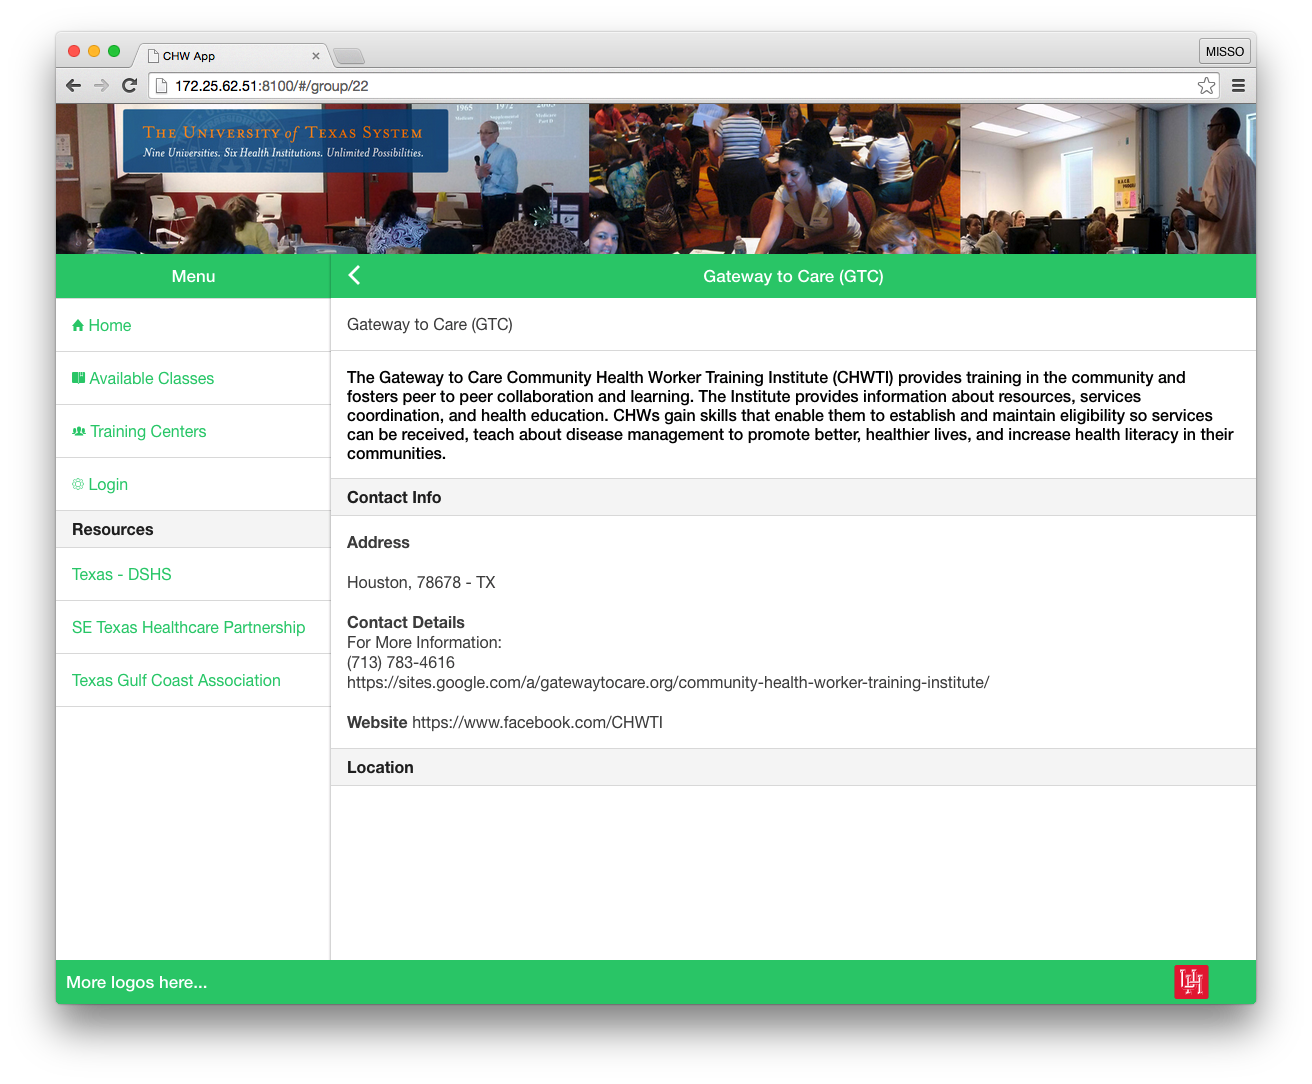 CHW App
MISSO
172.25.62.51:8100/#/group/22
THE UNIVERSITY of TEXAS SYSTEM
Nine Universities. Six Health Institutions. Unlimited Possibilities.
1965
1972
Medicare
Menu
Gateway to Care (GTC)
Home
Available Classes
Training Centers
Login
Resources
Texas - DSHS
SE Texas Healthcare Partnership
Texas Gulf Coast Association
Gateway to Care (GTC)
The Gateway to Care Community Health Worker Training Institute (CHWTI) provides training in the community and
fosters peer to peer collaboration and learning. The Institute provides information about resources, services
coordination, and health education. CHWs gain skills that enable them to establish and maintain eligibility so services
can be received, teach about disease management to promote better, healthier lives, and increase health literacy in their
communities.
Contact Info
Address
Houston, 78678 - TX
Contact Details
For More Information:
(713) 783-4616
https://sites.google.com/a/gatewaytocare.org/community-health-worker-training-institute/
Website https://www.facebook.com/CHWTI
Location
More logos here...
UH